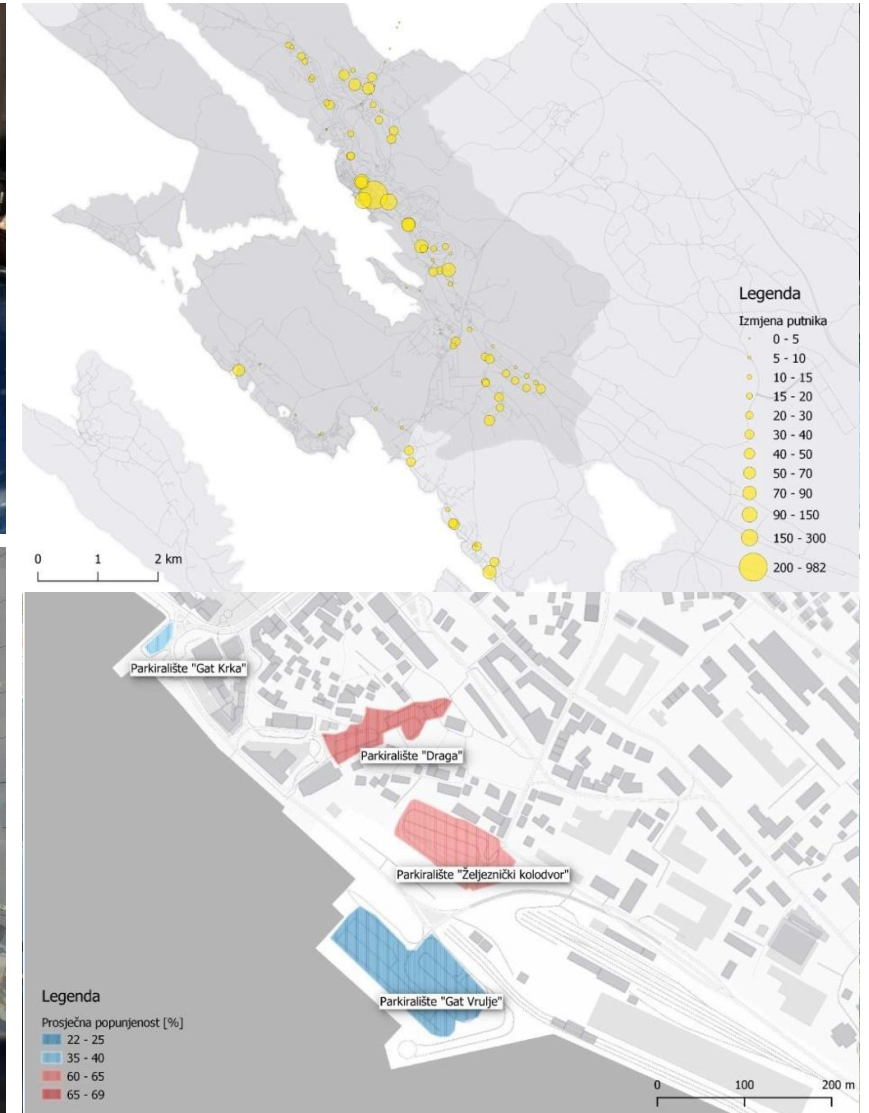 Legenda
Izmjena putnika
0 - 5
5 - 10
10 - 15
15 - 20
20 - 30
30 - 40
40 - 50
50 - 70
70 - 90
90 - 150
150 - 300
200 - 982
0 1 2 km
Parkiralište "Gat Krka"
Parkiralište "Draga"
Parkiralište "Željeznički kolodvor"
Parkiralište "Gat Vrulje"
Legenda
Prosječna popunjenost [%]
22 - 25
35 - 40
60 - 65
65 - 69
0 100 200 m